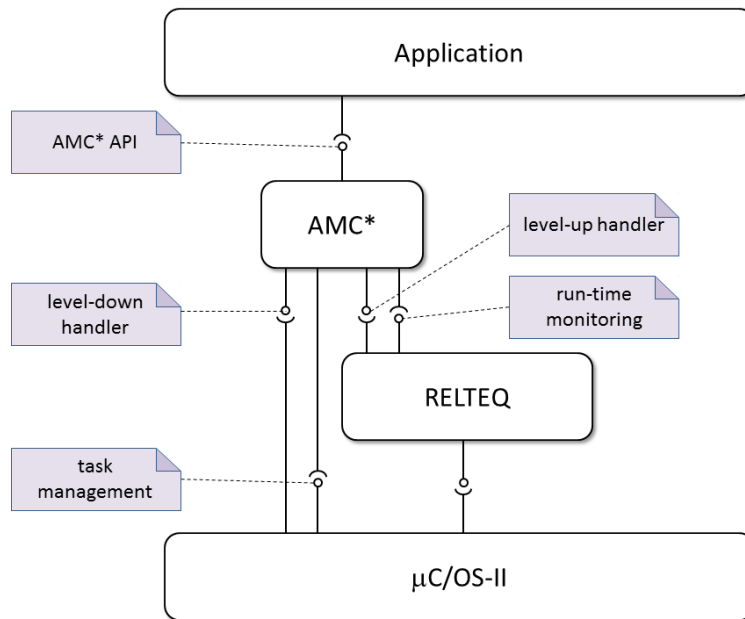 Application
AMC* API
AMC*
level-up handler
level-down
handler
run-time
monitoring
RELTEQ
task
management
μC/OS-II